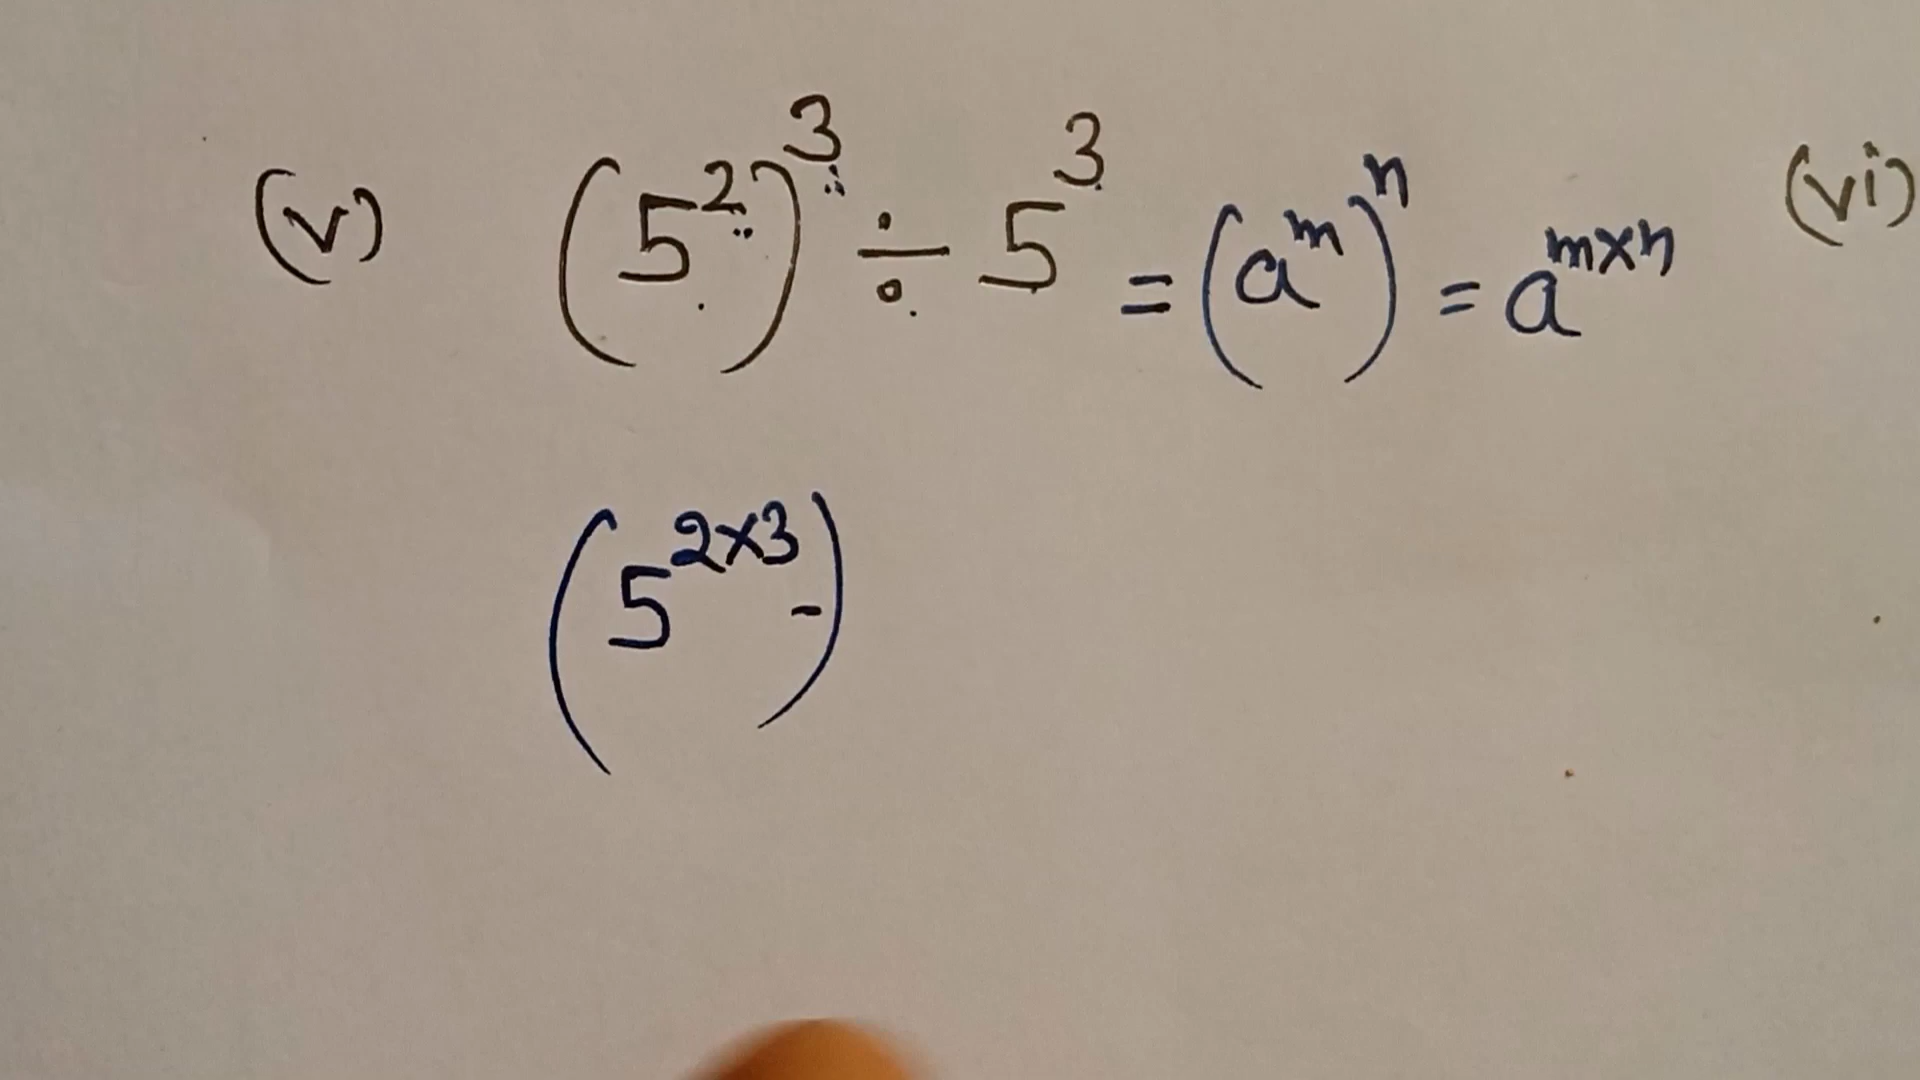 (v) (5²)³ ÷ 5³ = (aᵐ)ⁿ = aᵐˣⁿ (vi)
(5²ˣ³-)